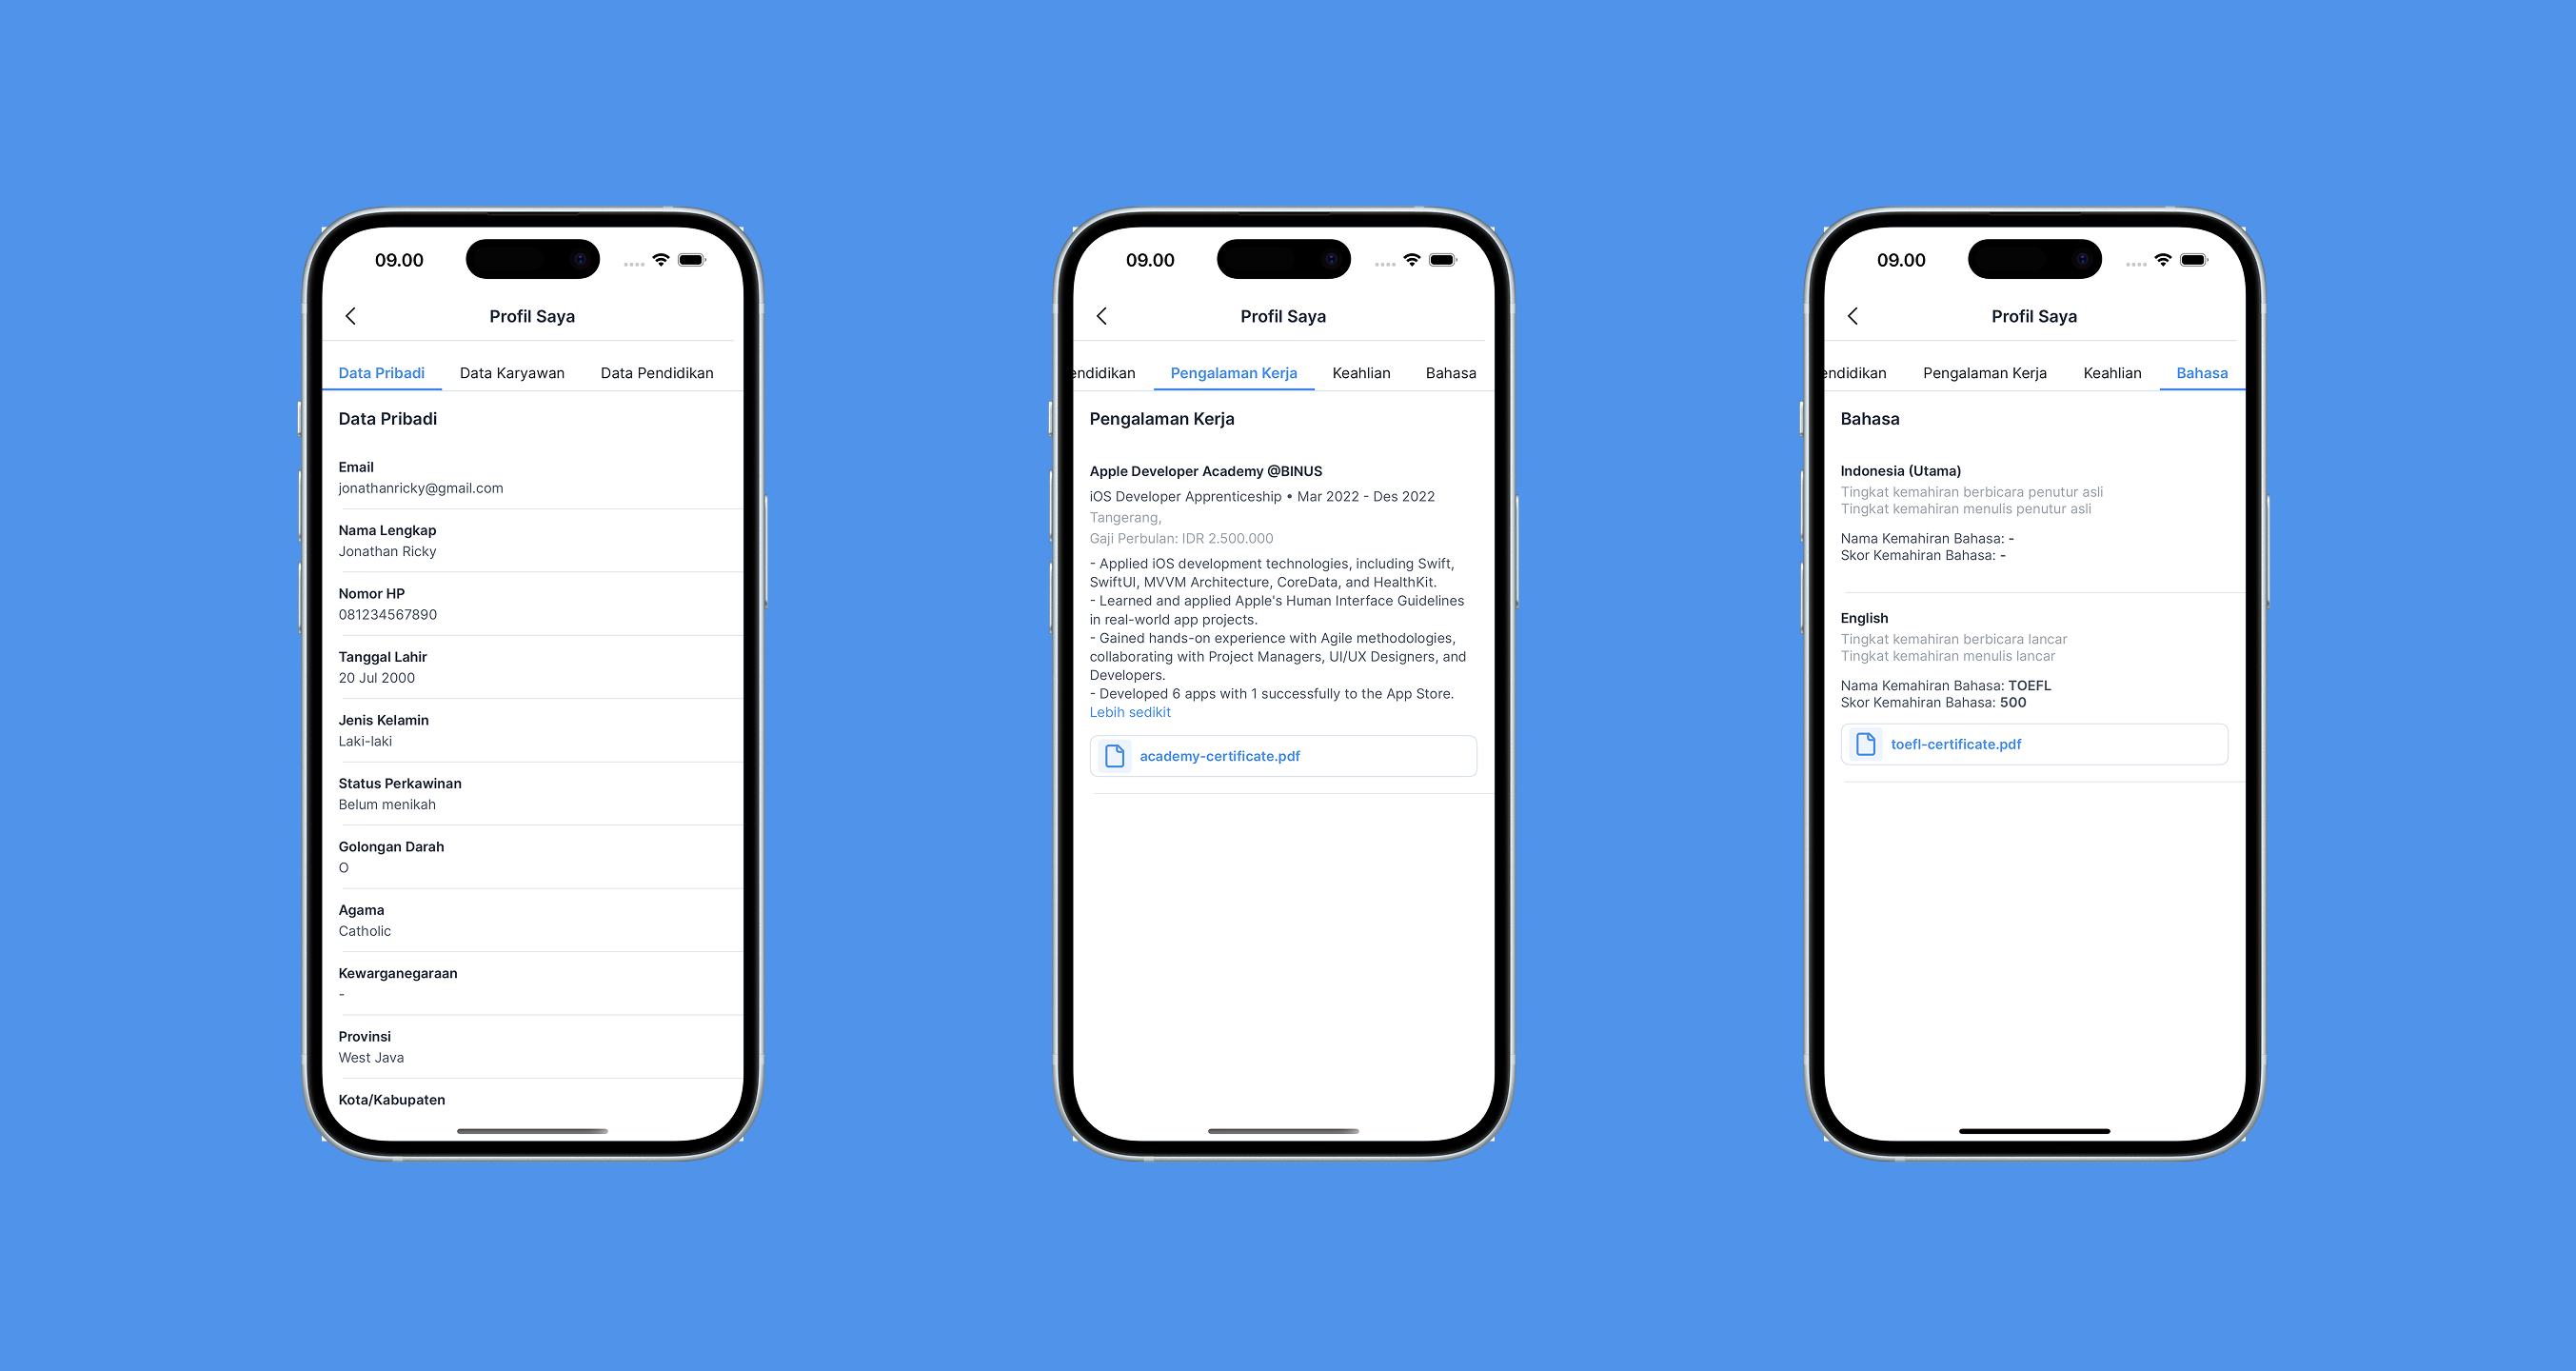 09.00
Profil Saya
Data Pribadi Data Karyawan Data Pendidikan
Data Pribadi
Email
jonathanricky@gmail.com
Nama Lengkap
Jonathan Ricky
Nomor HP
081234567890
Tanggal Lahir
20 Jul 2000
Jenis Kelamin
Laki-laki
Status Perkawinan
Belum menikah
Golongan Darah
O
Agama
Catholic
Kewarganegaraan
-
Provinsi
West Java
Kota/Kabupaten
09.00
Profil Saya
endidikan Pengalaman Kerja Keahlian Bahasa
Pengalaman Kerja
Apple Developer Academy @BINUS
iOS Developer Apprenticeship • Mar 2022 - Des 2022
Tangerang,
Gaji Perbulan: IDR 2.500.000
- Applied iOS development technologies, including Swift,
SwiftUI, MVVM Architecture, CoreData, and HealthKit.
- Learned and applied Apple's Human Interface Guidelines
in real-world app projects.
- Gained hands-on experience with Agile methodologies,
collaborating with Project Managers, UI/UX Designers, and
Developers.
- Developed 6 apps with 1 successfully to the App Store.
Lebih sedikit
academy-certificate.pdf
09.00
Profil Saya
endidikan Pengalaman Kerja Keahlian Bahasa
Bahasa
Indonesia (Utama)
Tingkat kemahiran berbicara penutur asli
Tingkat kemahiran menulis penutur asli
Nama Kemahiran Bahasa: -
Skor Kemahiran Bahasa: -
English
Tingkat kemahiran berbicara lancar
Tingkat kemahiran menulis lancar
Nama Kemahiran Bahasa: TOEFL
Skor Kemahiran Bahasa: 500
toefl-certificate.pdf